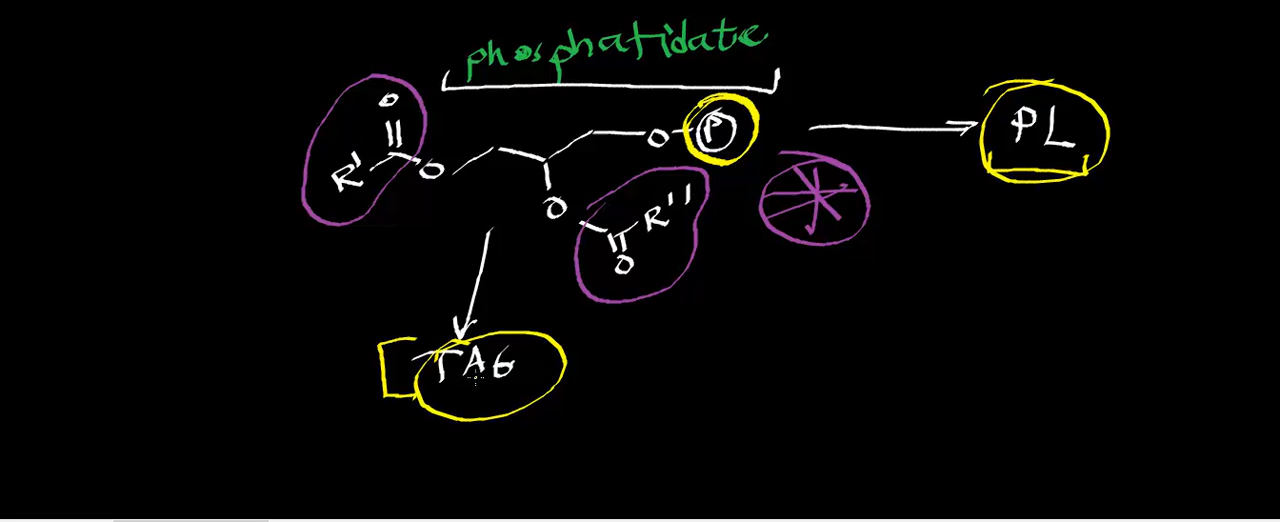 phosphatidate
O
R' O O P PL
O R''
O
TAG